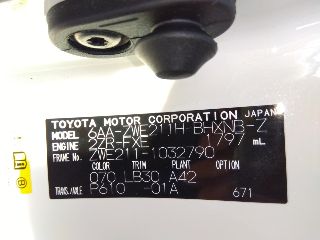 TOYOTA MOTOR CORPORATION JAPAN
MODEL 6AA-ZWE211H-BHXNB-Z
ENGINE 2ZR-FXE 1797 mL
FRAME No. ZWE211-1032790
COLOR TRIM PLANT OPTION
070 LB30 A42
TRANS./AXLE P610 -01A 671